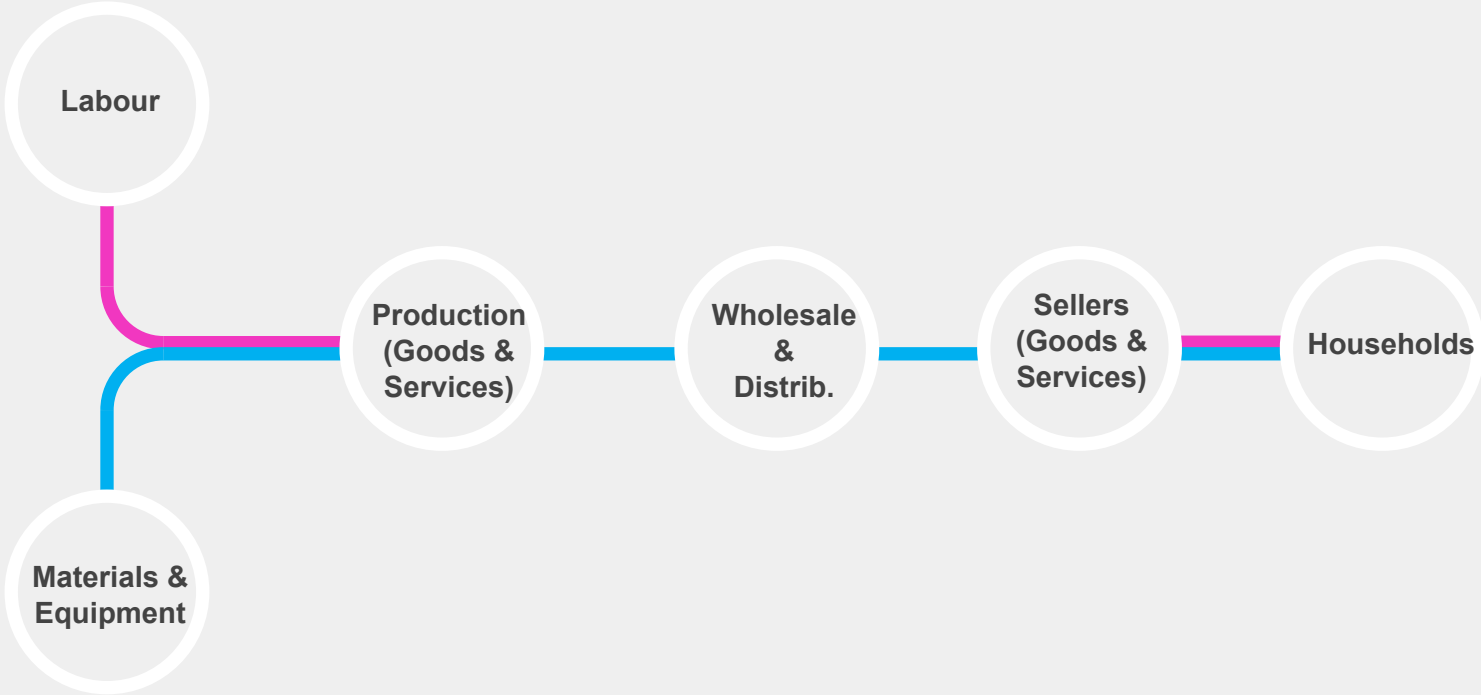 Labour
Production
(Goods &
Services)
Wholesale
&
Distrib.
Sellers
(Goods &
Services)
Households
Materials &
Equipment